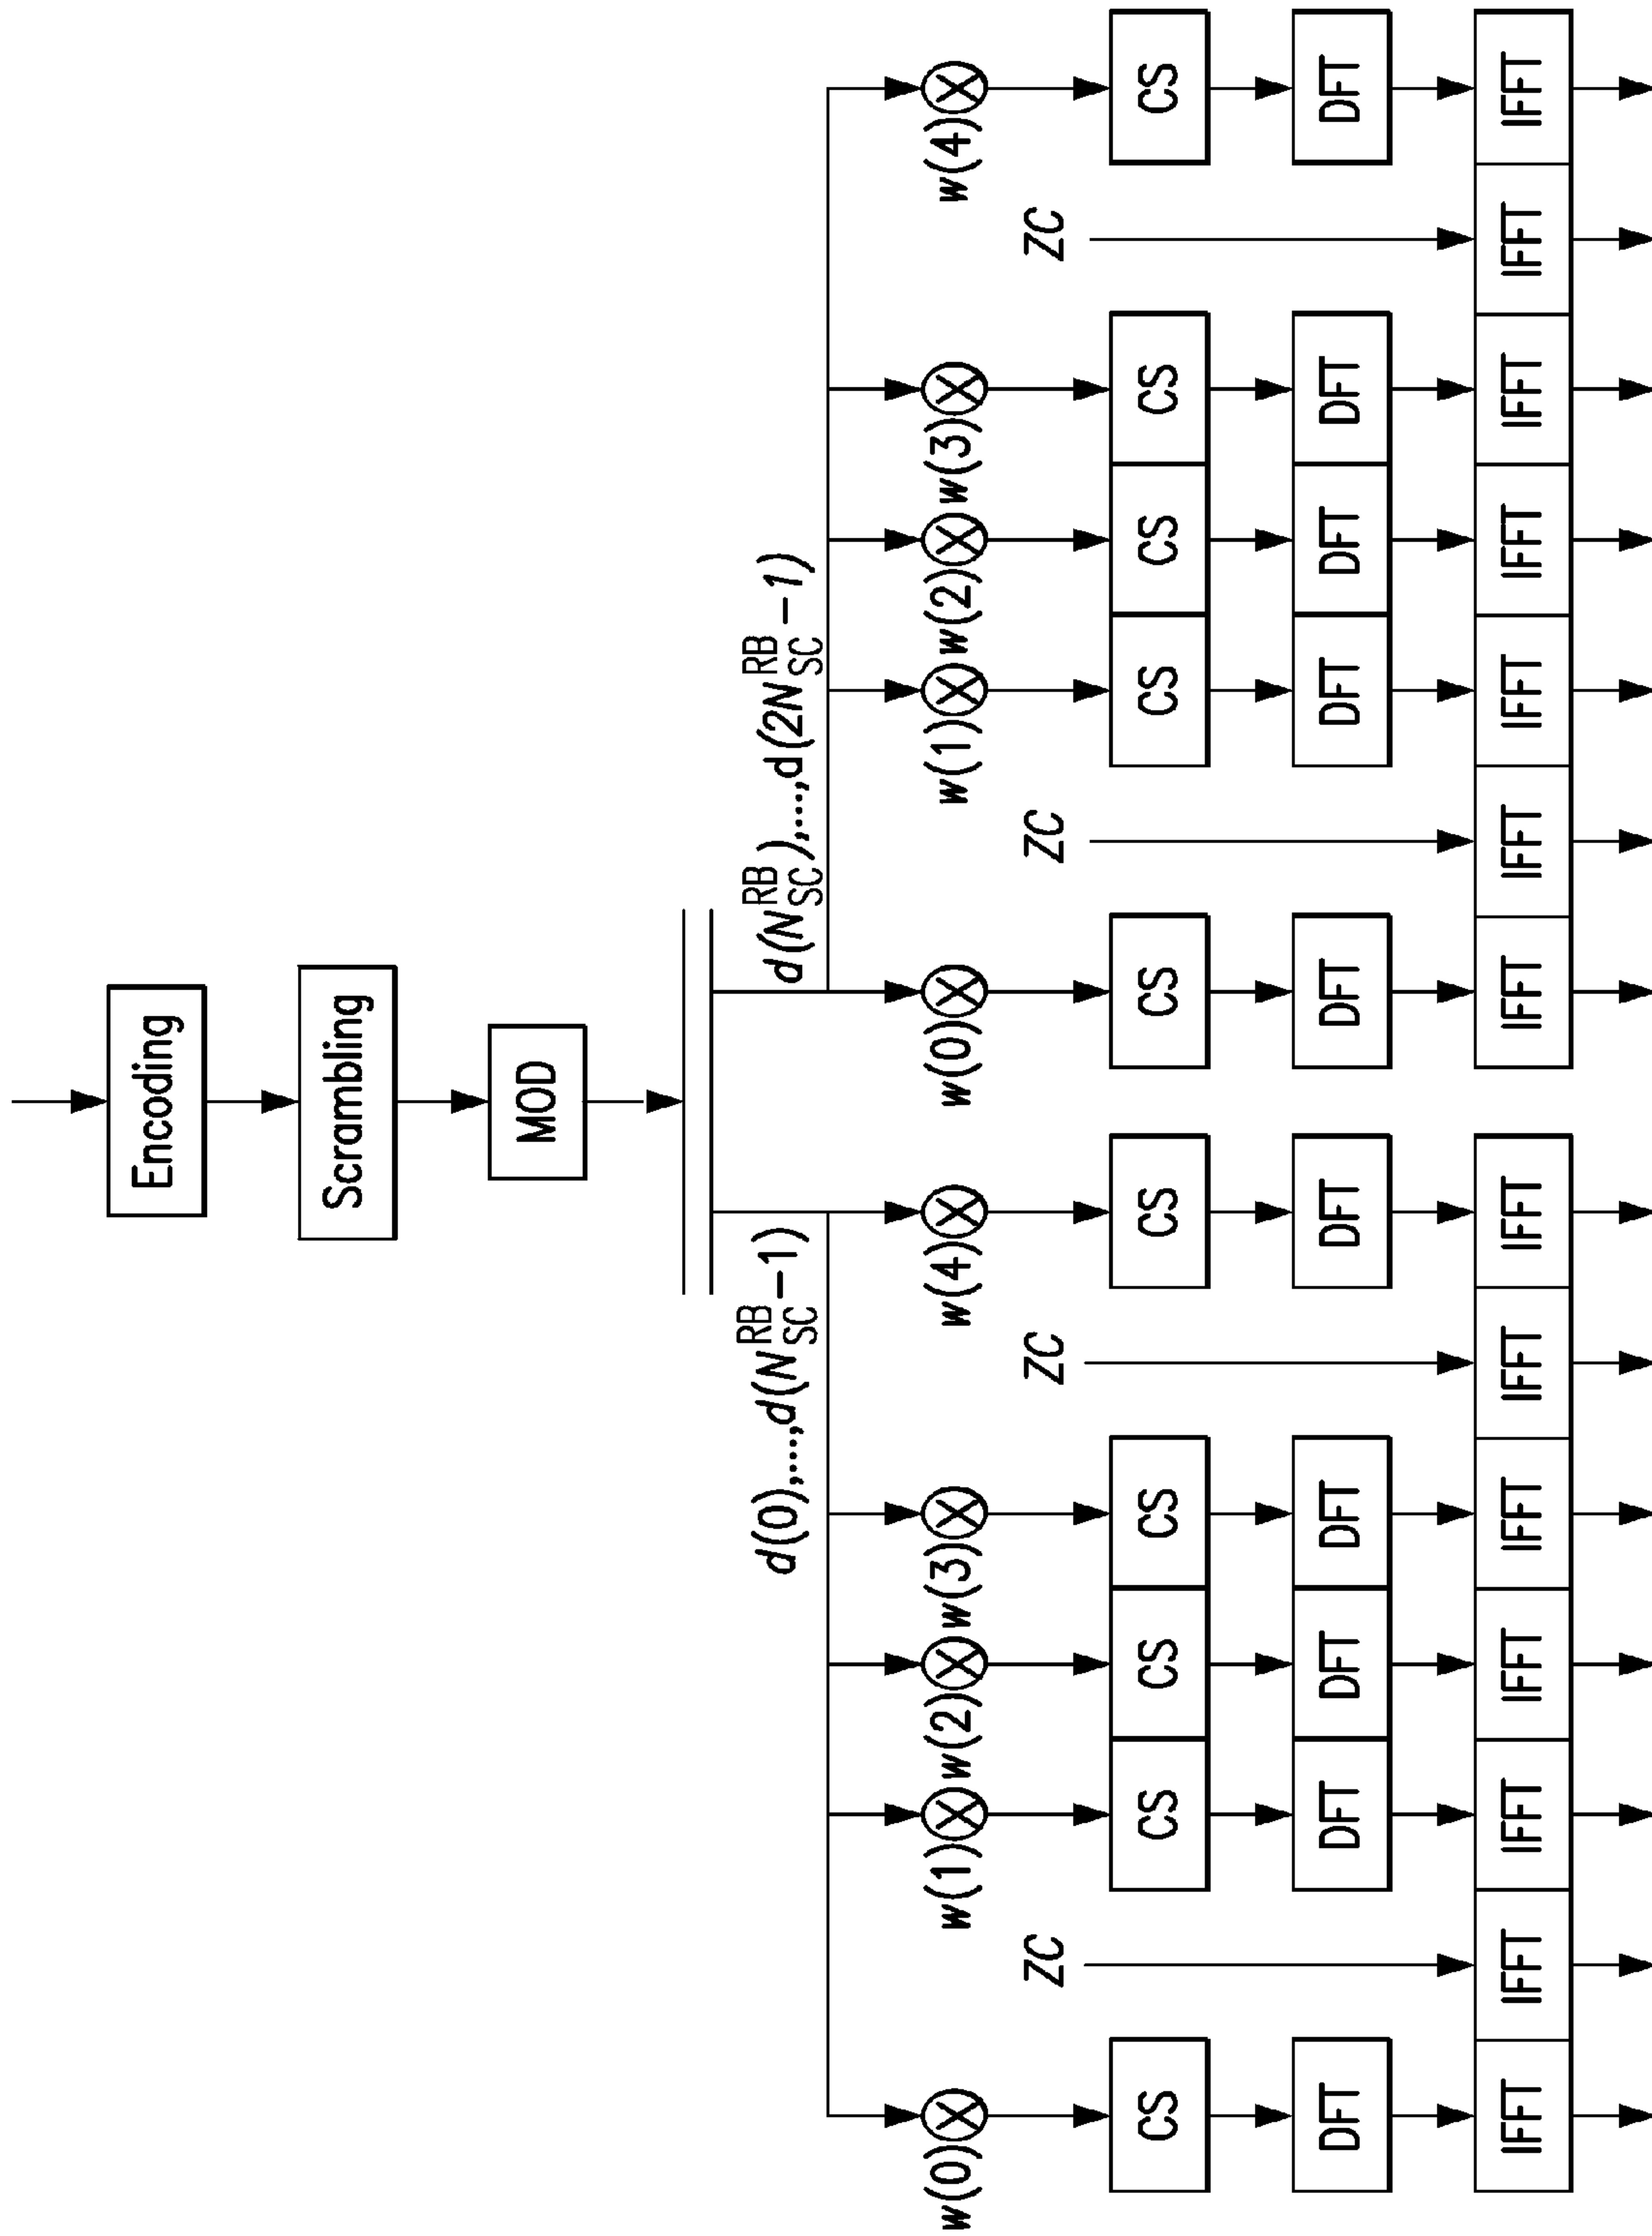 Encoding
Scrambling
MOD
d(0),...,d(N_SC^RB-1)
d(N_SC^RB),...,d(2N_SC^RB-1)
w(0) w(1) w(2) w(3) w(4) w(0) w(1) w(2) w(3) w(4)
ZC ZC ZC ZC
CS CS CS CS CS CS CS CS CS CS
DFT DFT DFT DFT DFT DFT DFT DFT DFT DFT
IFFT IFFT IFFT IFFT IFFT IFFT IFFT IFFT IFFT IFFT IFFT IFFT IFFT IFFT